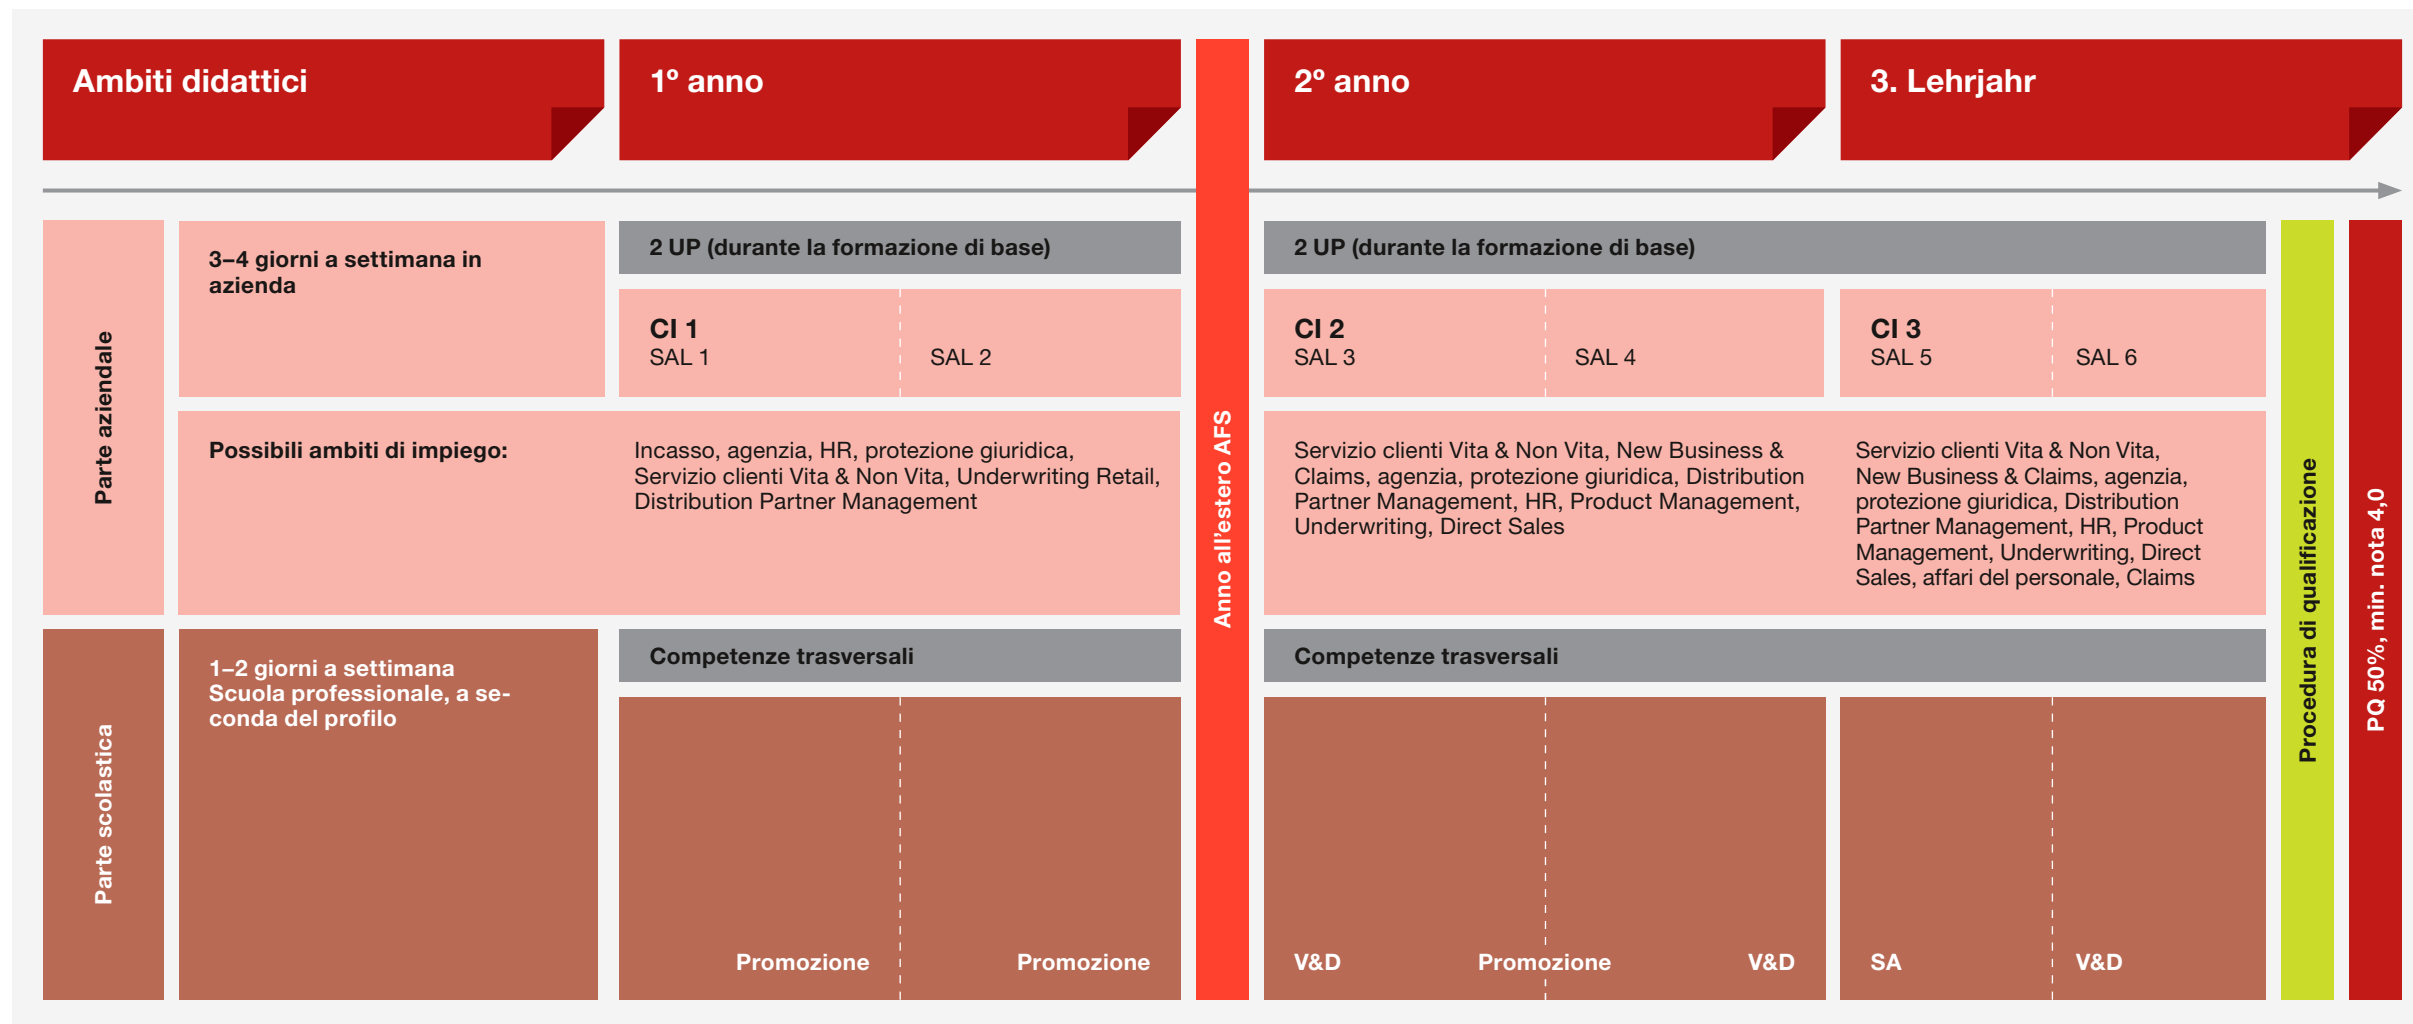 Ambiti didattici
1º anno
2º anno
3. Lehrjahr
Anno all’estero AFS
Parte aziendale
3–4 giorni a settimana in
azienda
2 UP (durante la formazione di base)
2 UP (durante la formazione di base)
CI 1
SAL 1
SAL 2
CI 2
SAL 3
SAL 4
CI 3
SAL 5
SAL 6
Possibili ambiti di impiego:
Incasso, agenzia, HR, protezione giuridica,
Servizio clienti Vita & Non Vita, Underwriting Retail,
Distribution Partner Management
Servizio clienti Vita & Non Vita, New Business &
Claims, agenzia, protezione giuridica, Distribution
Partner Management, HR, Product Management,
Underwriting, Direct Sales
Servizio clienti Vita & Non Vita,
New Business & Claims, agenzia,
protezione giuridica, Distribution
Partner Management, HR, Product
Management, Underwriting, Direct
Sales, affari del personale, Claims
Parte scolastica
1–2 giorni a settimana
Scuola professionale, a se-
conda del profilo
Competenze trasversali
Competenze trasversali
Promozione
Promozione
V&D
Promozione
V&D
SA
V&D
Procedura di qualificazione
PQ 50%, min. nota 4,0